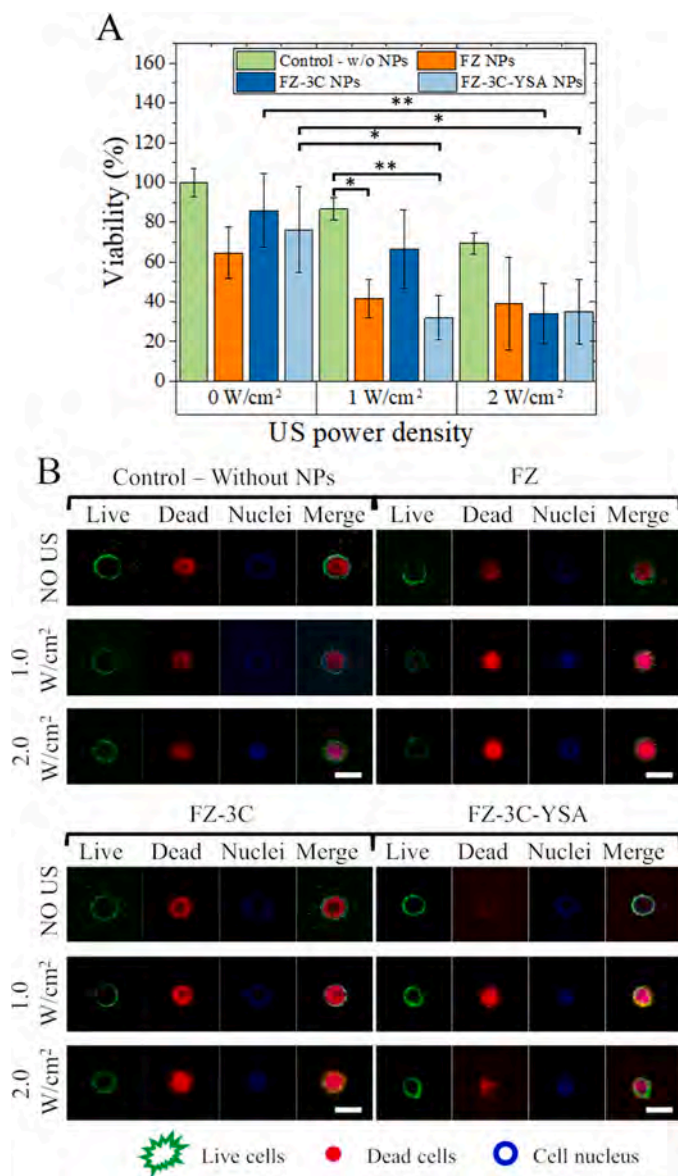 A
Control - w/o NPs FZ NPs
FZ-3C NPs FZ-3C-YSA NPs
**
*
*
**
*
Viability (%)
160
140
120
100
80
60
40
20
0
0 W/cm² 1 W/cm² 2 W/cm²
US power density
B
Control – Without NPs FZ
Live Dead Nuclei Merge Live Dead Nuclei Merge
NO US
1.0 W/cm²
2.0 W/cm²
FZ-3C FZ-3C-YSA
Live Dead Nuclei Merge Live Dead Nuclei Merge
NO US
1.0 W/cm²
2.0 W/cm²
Live cells Dead cells Cell nucleus